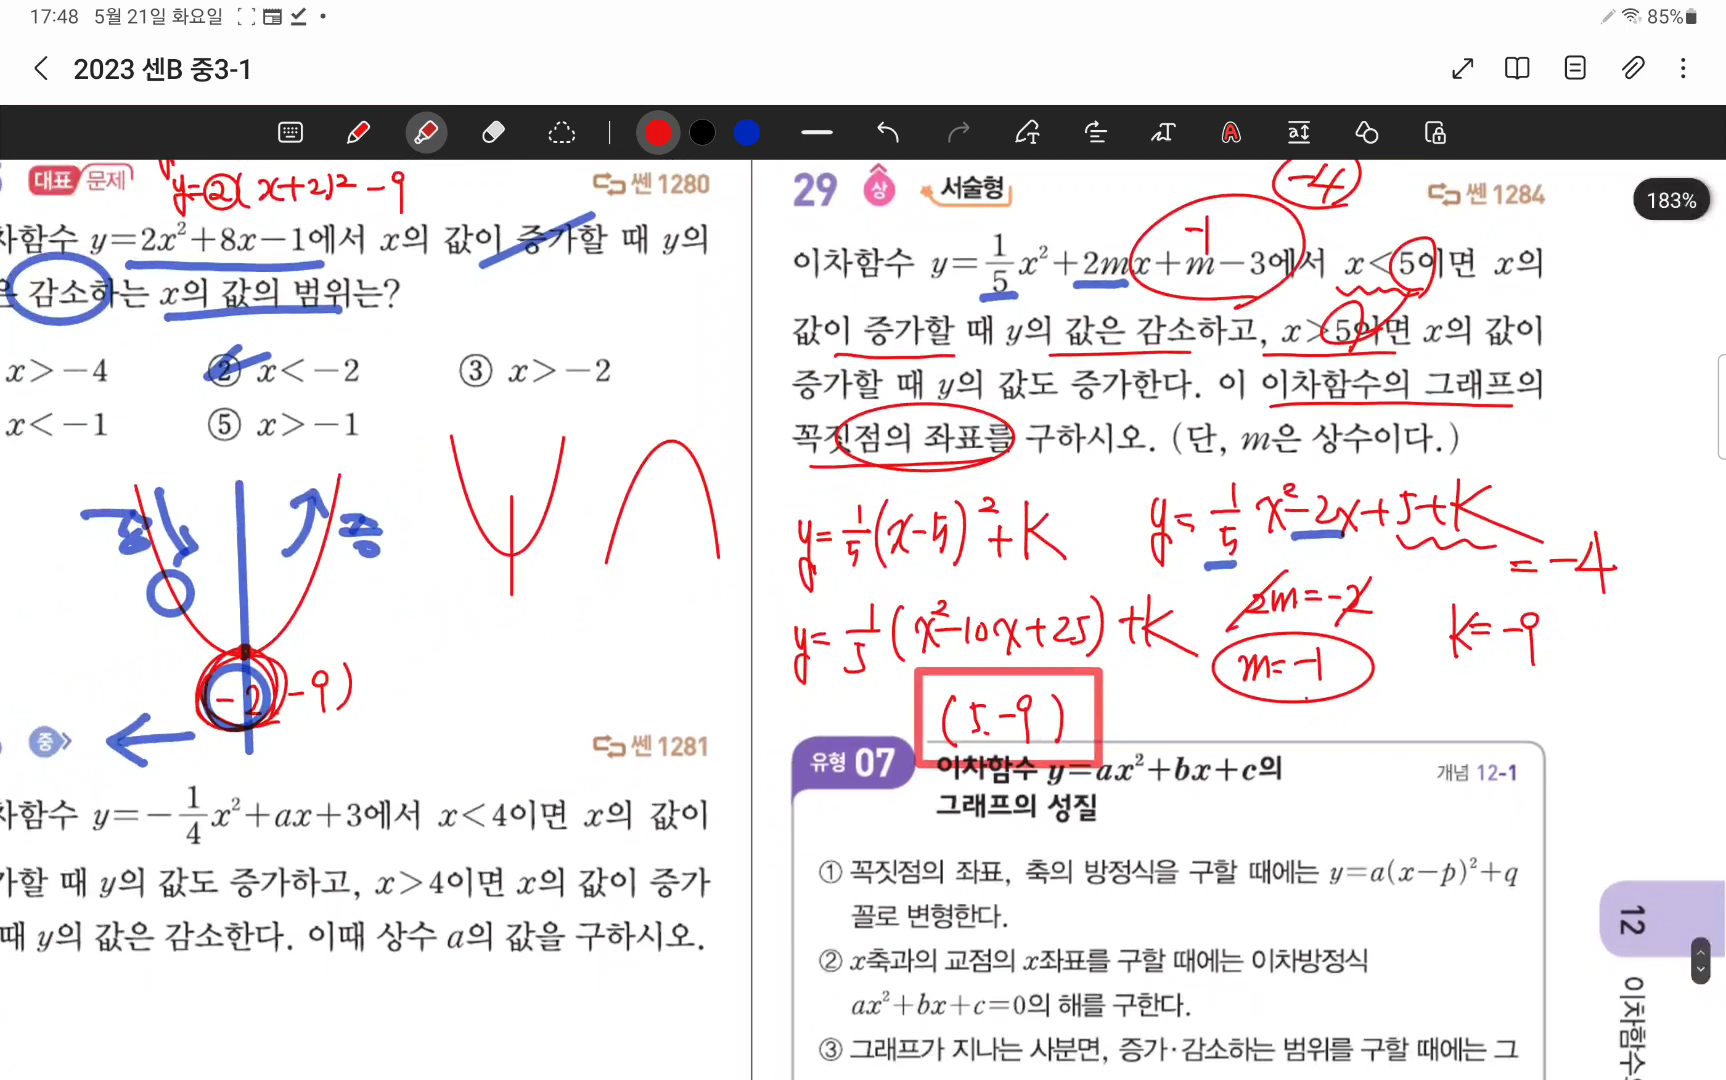 17:48 5월 21일 화요일
85%
2023 센B 중3-1
183%
대표 문제
y=2(x+2)²-9
쎈 1280
차함수 y=2x²+8x-1에서 x의 값이 증가할 때 y의
은 감소하는 x의 값의 범위는?
x>-4 ② x<-2 ③ x>-2
x<-1 ⑤ x>-1
-2, -9)
중
쎈 1281
차함수 y=-1/4x²+ax+3에서 x<4이면 x의 값이
가할 때 y의 값도 증가하고, x>4이면 x의 값이 증가
때 y의 값은 감소한다. 이때 상수 a의 값을 구하시오.
29 상 서술형
-4
쎈 1284
-1
이차함수 y=1/5x²+2mx+m-3에서 x<5이면 x의
값이 증가할 때 y의 값은 감소하고, x>5이면 x의 값이
증가할 때 y의 값도 증가한다. 이 이차함수의 그래프의
꼭짓점의 좌표를 구하시오. (단, m은 상수이다.)
y=1/5(x-5)²+K
y=1/5x²-2x+5+K
=-4
y=1/5(x²-10x+25)+K
2m=-2
m=-1
K=-9
(5.-9)
유형 07 이차함수 y=ax²+bx+c의
그래프의 성질
개념 12-1
① 꼭짓점의 좌표, 축의 방정식을 구할 때에는 y=a(x-p)²+q
꼴로 변형한다.
② x축과의 교점의 x좌표를 구할 때에는 이차방정식
ax²+bx+c=0의 해를 구한다.
③ 그래프가 지나는 사분면, 증가·감소하는 범위를 구할 때에는 그
12
이차함수의